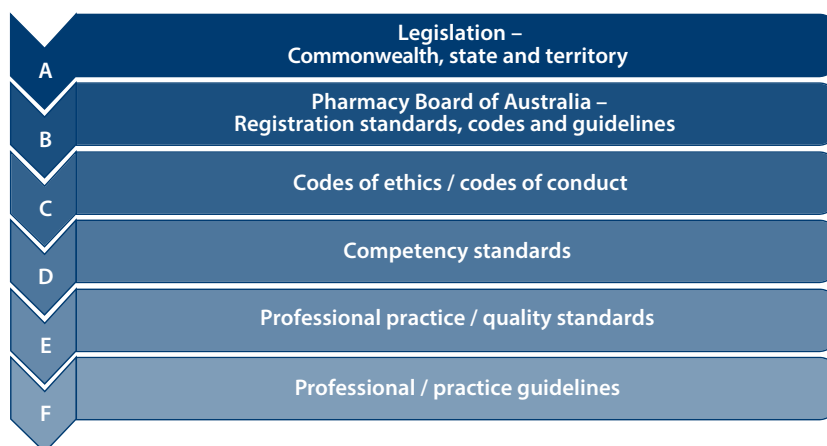 A
Legislation –
Commonwealth, state and territory
B
Pharmacy Board of Australia –
Registration standards, codes and guidelines
C
Codes of ethics / codes of conduct
D
Competency standards
E
Professional practice / quality standards
F
Professional / practice guidelines